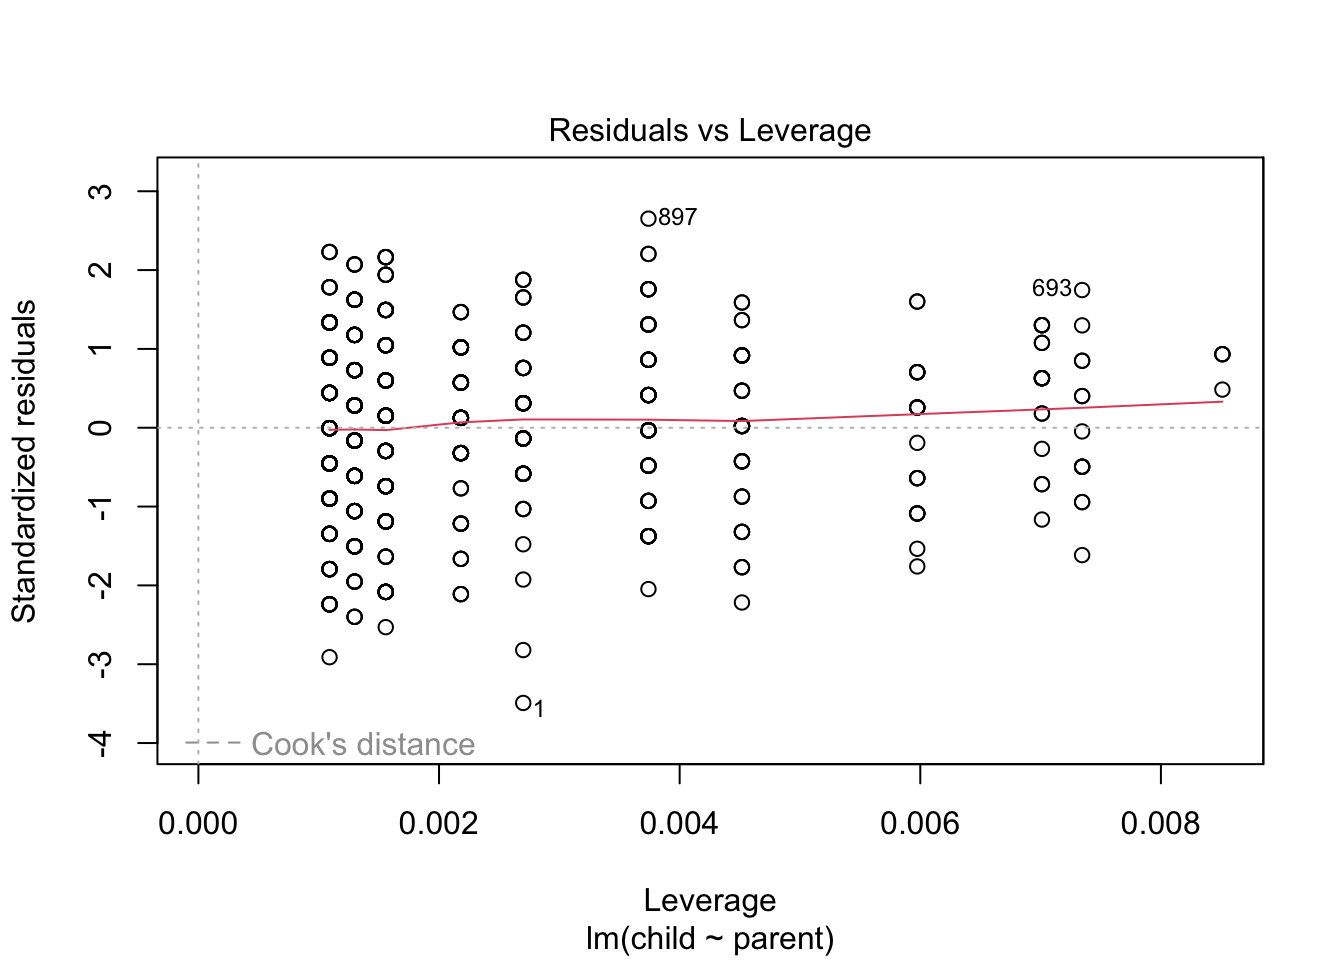 Residuals vs Leverage
Standardized residuals
3
2
1
0
-1
-2
-3
-4
897
693
1
Cook's distance
0.000 0.002 0.004 0.006 0.008
Leverage
lm(child ~ parent)